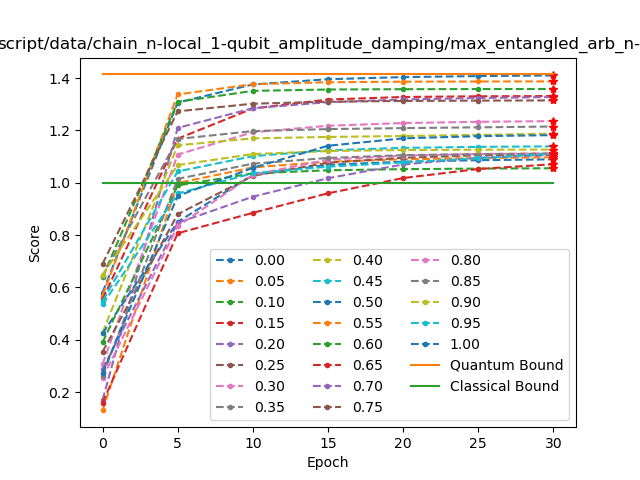 script/data/chain_n-local_1-qubit_amplitude_damping/max_entangled_arb_n-
Score
1.4
1.2
1.0
0.8
0.6
0.4
0.2
0.00 0.40 0.80
0.05 0.45 0.85
0.10 0.50 0.90
0.15 0.55 0.95
0.20 0.60 1.00
0.25 0.65 Quantum Bound
0.30 0.70 Classical Bound
0.35 0.75
0 5 10 15 20 25 30
Epoch